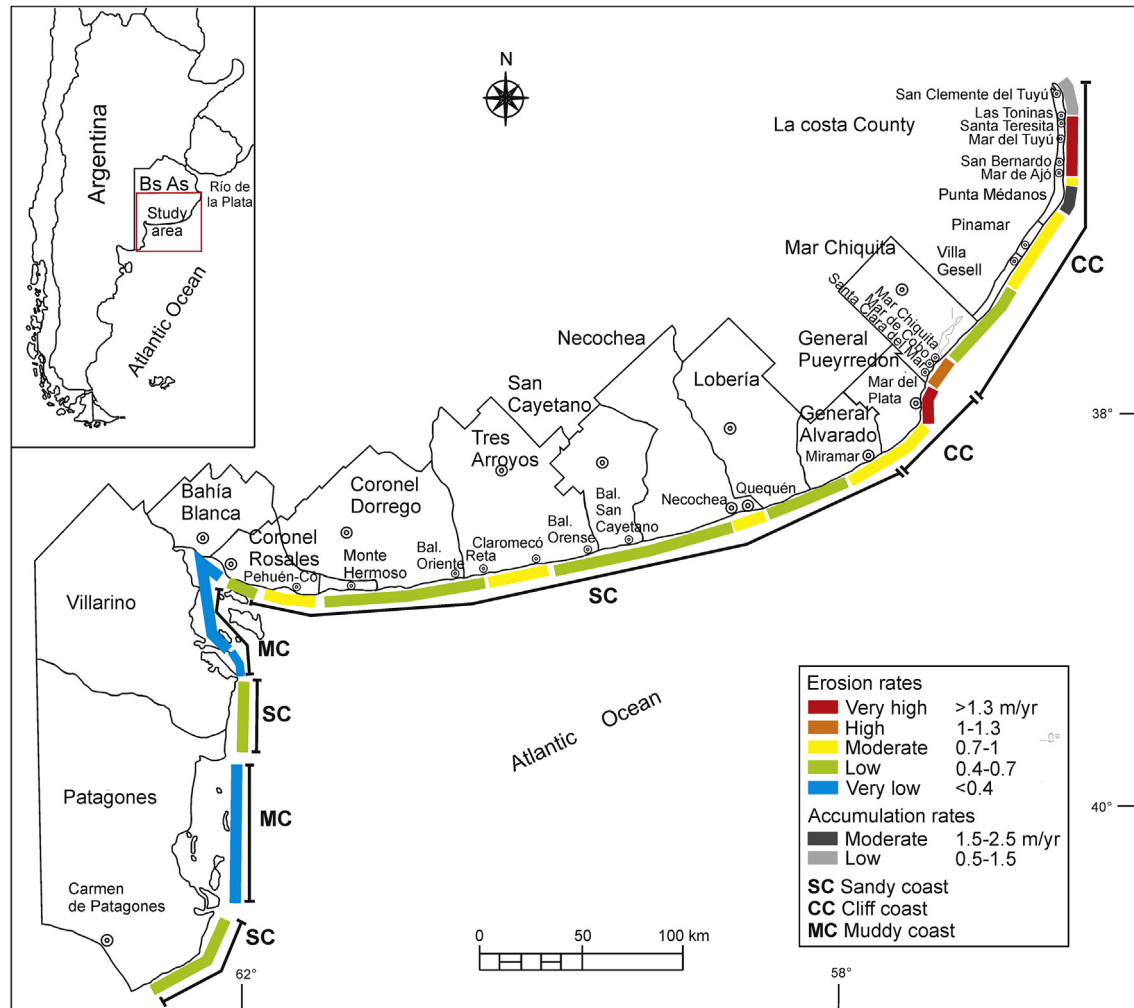 Argentina
Bs As
Río de
la Plata
Study
area
Atlantic Ocean
N
La costa County
San Clemente del Tuyú
Las Toninas
Santa Teresita
Mar del Tuyú
San Bernardo
Mar de Ajó
Punta Médanos
Pinamar
Villa
Gesell
CC
Mar Chiquita
Mar Chiquita
Mar de Cobo
Santa Clara del Mar
General
Pueyrredón
Mar del
Plata
38°
CC
General
Alvarado
Miramar
Lobería
Necochea
Quequén
Necochea
San
Cayetano
Bal.
San
Cayetano
Bal.
Orense
Tres
Arroyos
Claromecó
Reta
Bal.
Oriente
SC
Coronel
Dorrego
Monte
Hermoso
Bahía
Blanca
Coronel
Rosales
Pehuén-Có
Villarino
MC
SC
Atlantic Ocean
Patagones
MC
Carmen
de Patagones
SC
62°
58°
40°
0 50 100 km
Erosion rates
Very high >1.3 m/yr
High 1-1.3
Moderate 0.7-1
Low 0.4-0.7
Very low <0.4
Accumulation rates
Moderate 1.5-2.5 m/yr
Low 0.5-1.5
SC Sandy coast
CC Cliff coast
MC Muddy coast